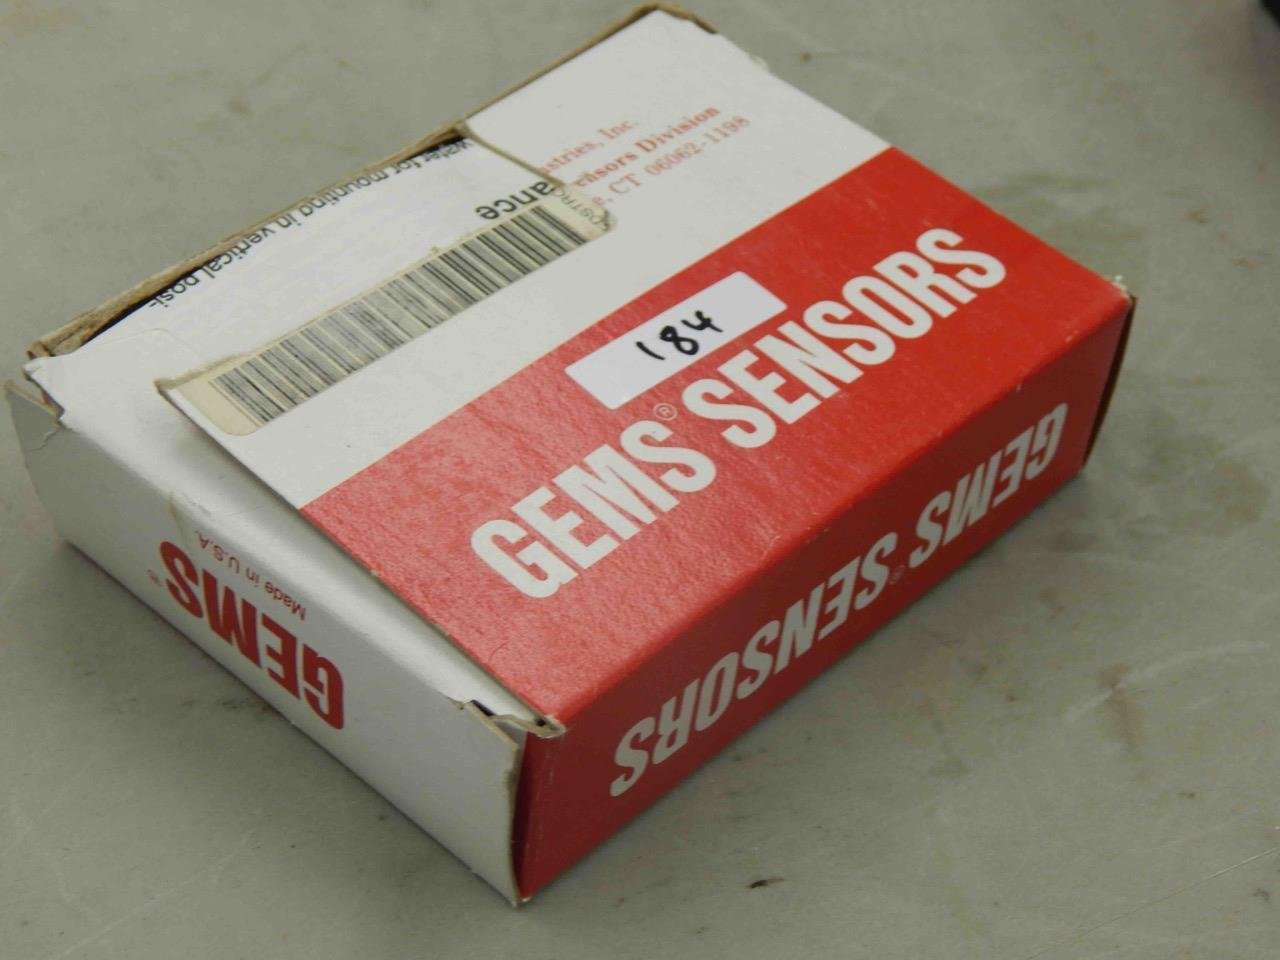 stries, Inc.
ensors Division
e, CT 06062-1198
water for mounting in vertical posi-
ance
184
GEMS® SENSORS
GEMS® SENSORS
GEMS®
Made in U.S.A.